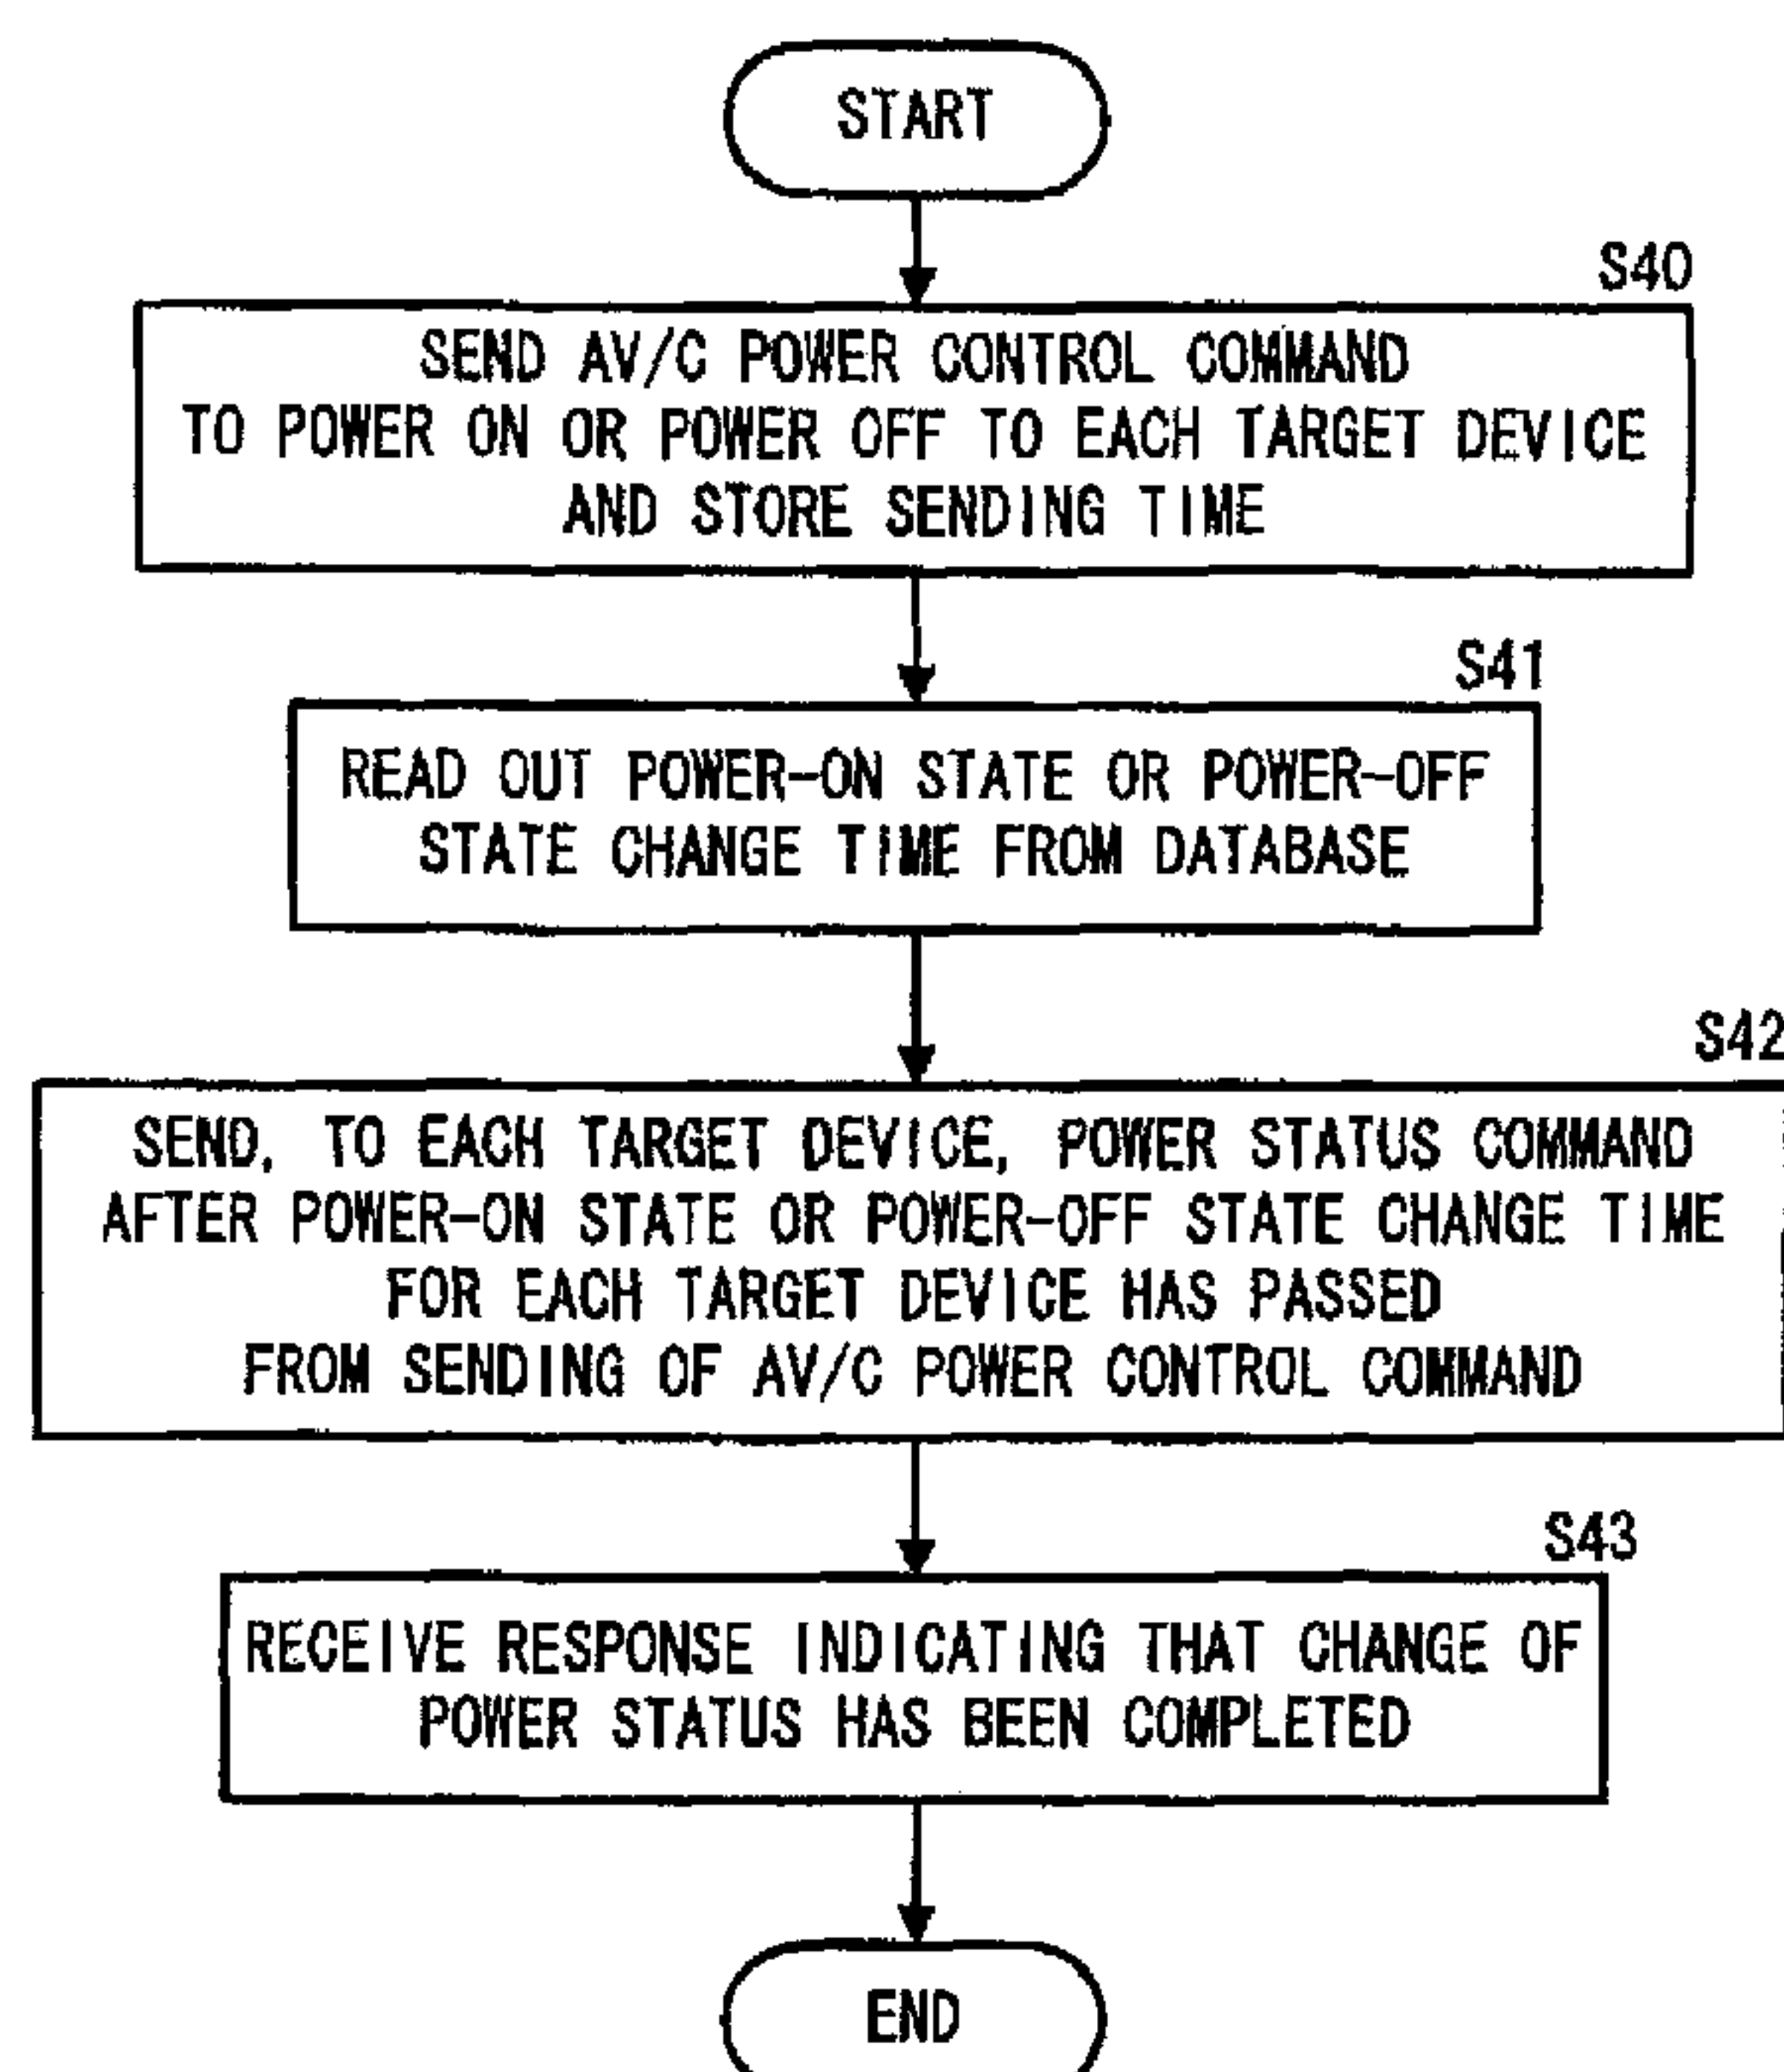 START
S40
SEND AV/C POWER CONTROL COMMAND
TO POWER ON OR POWER OFF TO EACH TARGET DEVICE
AND STORE SENDING TIME
S41
READ OUT POWER-ON STATE OR POWER-OFF
STATE CHANGE TIME FROM DATABASE
S42
SEND, TO EACH TARGET DEVICE, POWER STATUS COMMAND
AFTER POWER-ON STATE OR POWER-OFF STATE CHANGE TIME
FOR EACH TARGET DEVICE HAS PASSED
FROM SENDING OF AV/C POWER CONTROL COMMAND
S43
RECEIVE RESPONSE INDICATING THAT CHANGE OF
POWER STATUS HAS BEEN COMPLETED
END